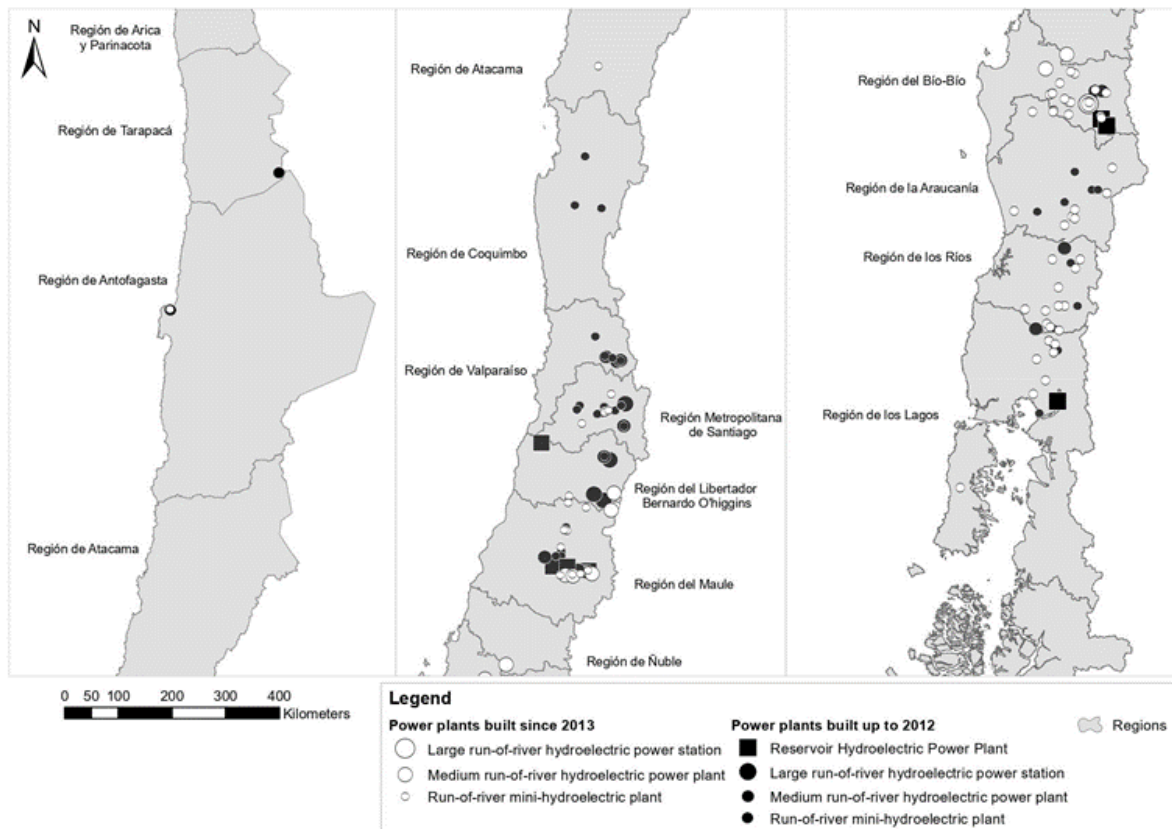 N
Región de Arica
y Parinacota
Región de Tarapacá
Región de Antofagasta
Región de Atacama
Región de Atacama
Región de Coquimbo
Región de Valparaíso
Región Metropolitana
de Santiago
Región del Libertador
Bernardo O'higgins
Región del Maule
Región de Ñuble
Región del Bío-Bío
Región de la Araucanía
Región de los Ríos
Región de los Lagos
0 50 100 200 300 400
Kilometers
Legend
Power plants built since 2013
Large run-of-river hydroelectric power station
Medium run-of-river hydroelectric power plant
Run-of-river mini-hydroelectric plant
Power plants built up to 2012
Reservoir Hydroelectric Power Plant
Large run-of-river hydroelectric power station
Medium run-of-river hydroelectric power plant
Run-of-river mini-hydroelectric plant
Regions